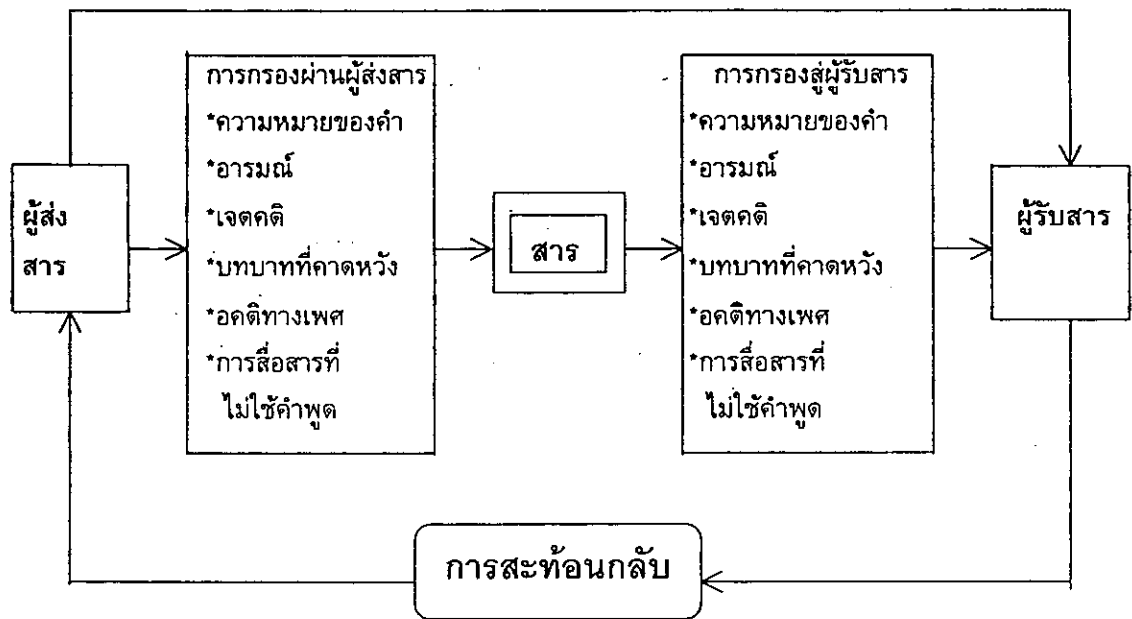 ผู้ส่ง
สาร
การกรองผ่านผู้ส่งสาร
*ความหมายของคำ
*อารมณ์
*เจตคติ
*บทบาทที่คาดหวัง
*อคติทางเพศ
*การสื่อสารที่
ไม่ใช้คำพูด
สาร
การกรองสู่ผู้รับสาร
*ความหมายของคำ
*อารมณ์
*เจตคติ
*บทบาทที่คาดหวัง
*อคติทางเพศ
*การสื่อสารที่
ไม่ใช้คำพูด
ผู้รับสาร
การสะท้อนกลับ